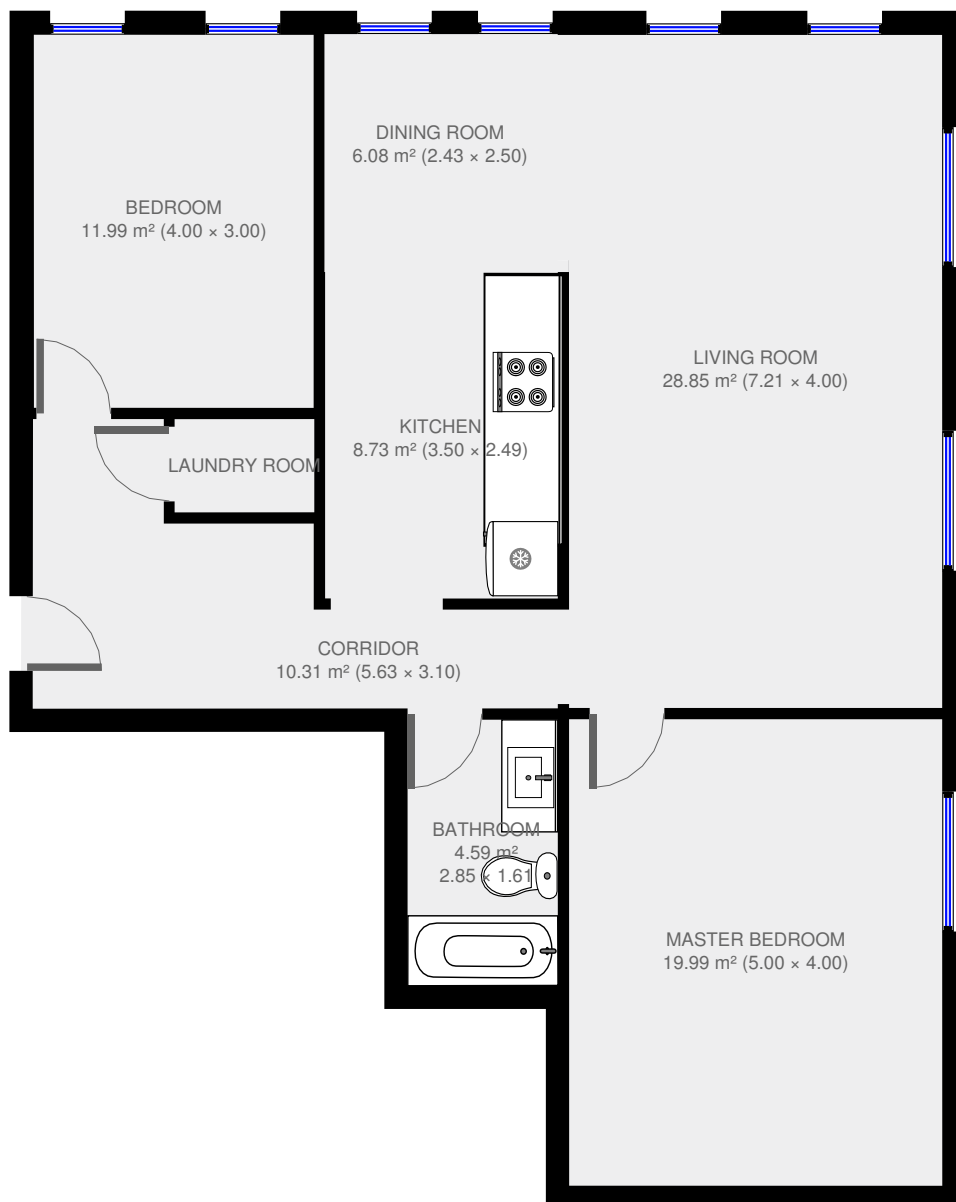 DINING ROOM
6.08 m² (2.43 × 2.50)
BEDROOM
11.99 m² (4.00 × 3.00)
LIVING ROOM
28.85 m² (7.21 × 4.00)
KITCHEN
8.73 m² (3.50 × 2.49)
LAUNDRY ROOM
CORRIDOR
10.31 m² (5.63 × 3.10)
BATHROOM
4.59 m²
2.85 × 1.61
MASTER BEDROOM
19.99 m² (5.00 × 4.00)